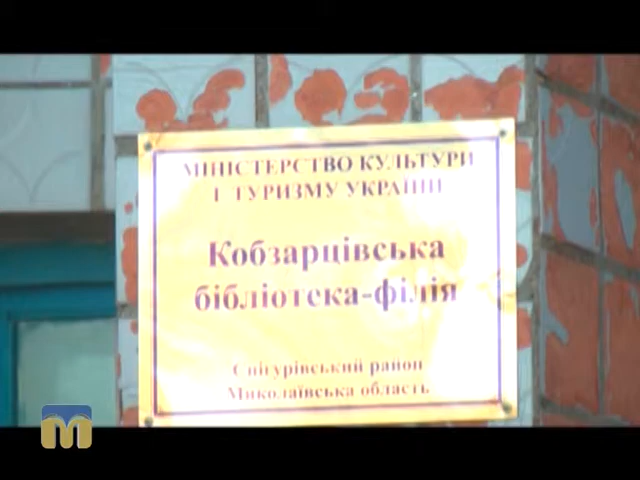 МІНІСТЕРСТВО КУЛЬТУРИ
І ТУРИЗМУ УКРАЇНИ
Кобзарцівська
бібліотека-філія
Снігурівський район
Миколаївська область
М